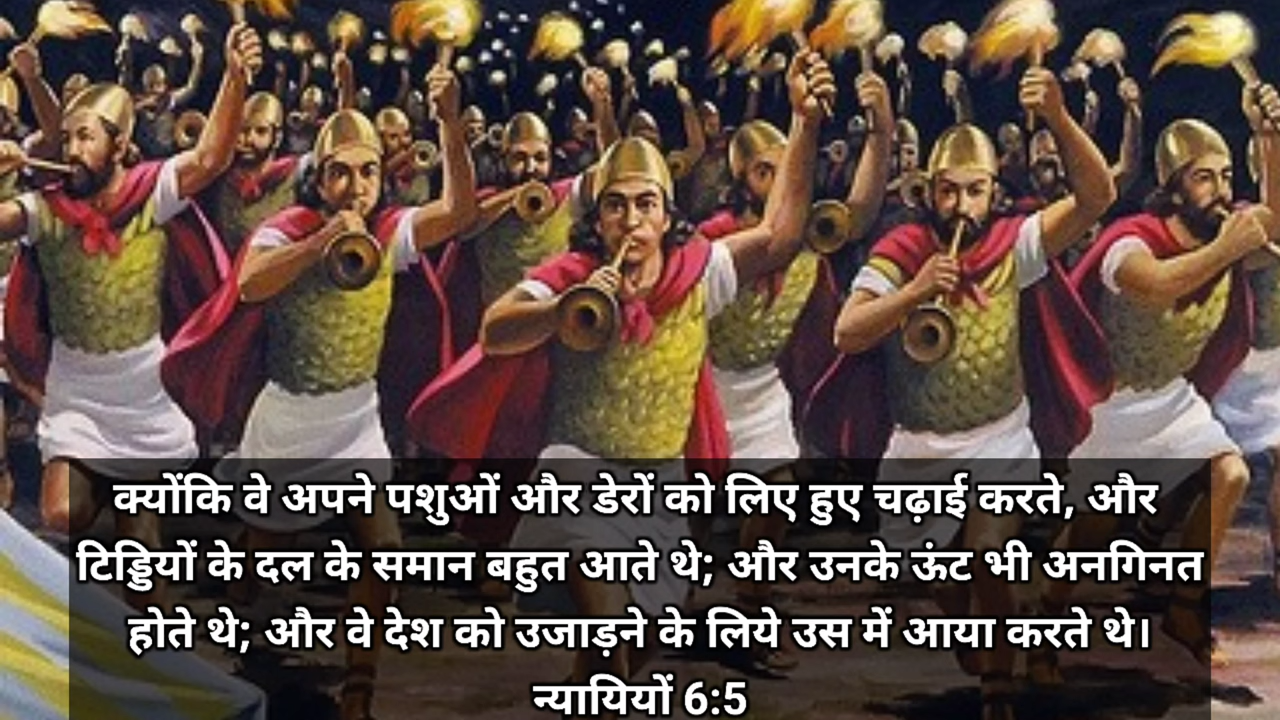 क्योंकि वे अपने पशुओं और डेरों को लिए हुए चढ़ाई करते, और
टिड्डियों के दल के समान बहुत आते थे; और उनके ऊंट भी अनगिनत
होते थे; और वे देश को उजाड़ने के लिये उस में आया करते थे।
न्यायियों 6:5